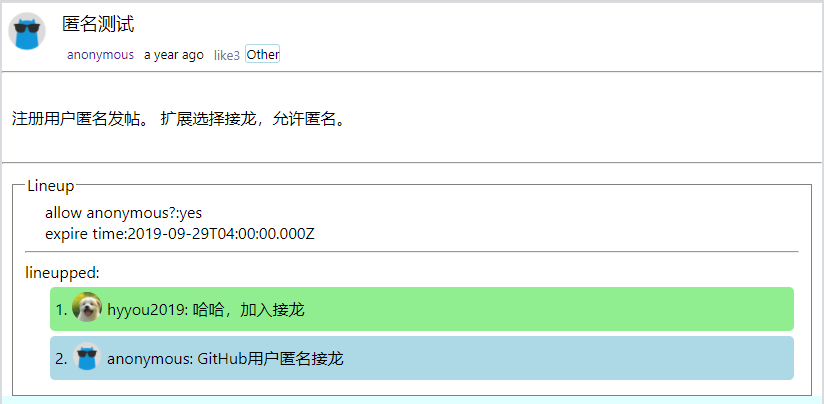 匿名测试
anonymous a year ago like3 Other
注册用户匿名发帖。 扩展选择接龙，允许匿名。
Lineup
allow anonymous?:yes
expire time:2019-09-29T04:00:00.000Z
lineupped:
1. hyyou2019: 哈哈，加入接龙
2. anonymous: GitHub用户匿名接龙